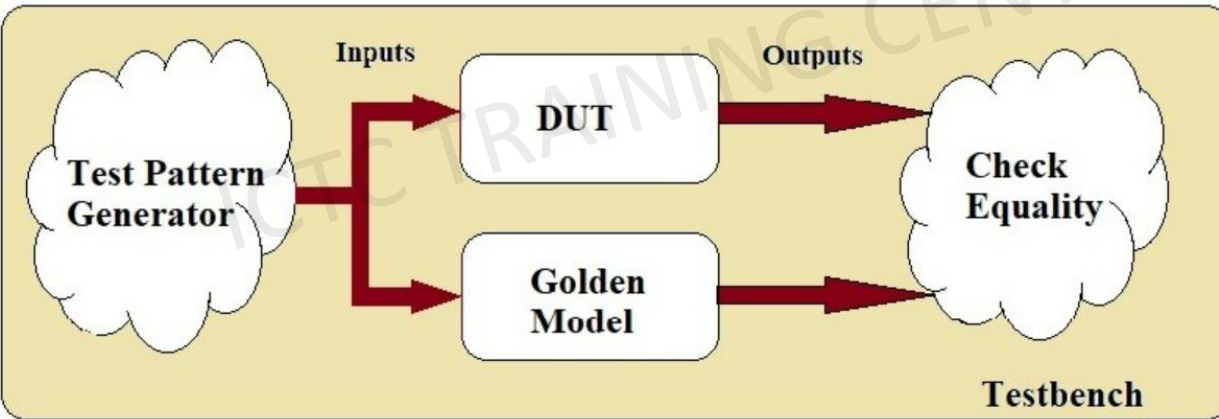 Inputs
Outputs
DUT
Test Pattern
Generator
Check
Equality
Golden
Model
Testbench
ICTC TRAINING CEN